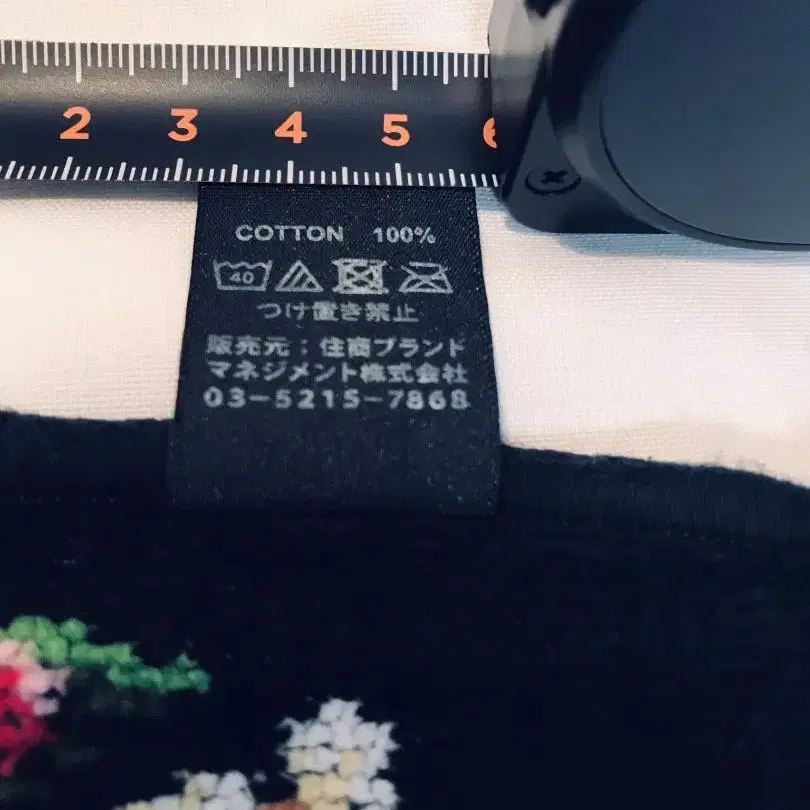 2 3 4 5 6
COTTON 100%
40
つけ置き禁止
販売元：住商ブランド
マネジメント株式会社
03-5215-7868